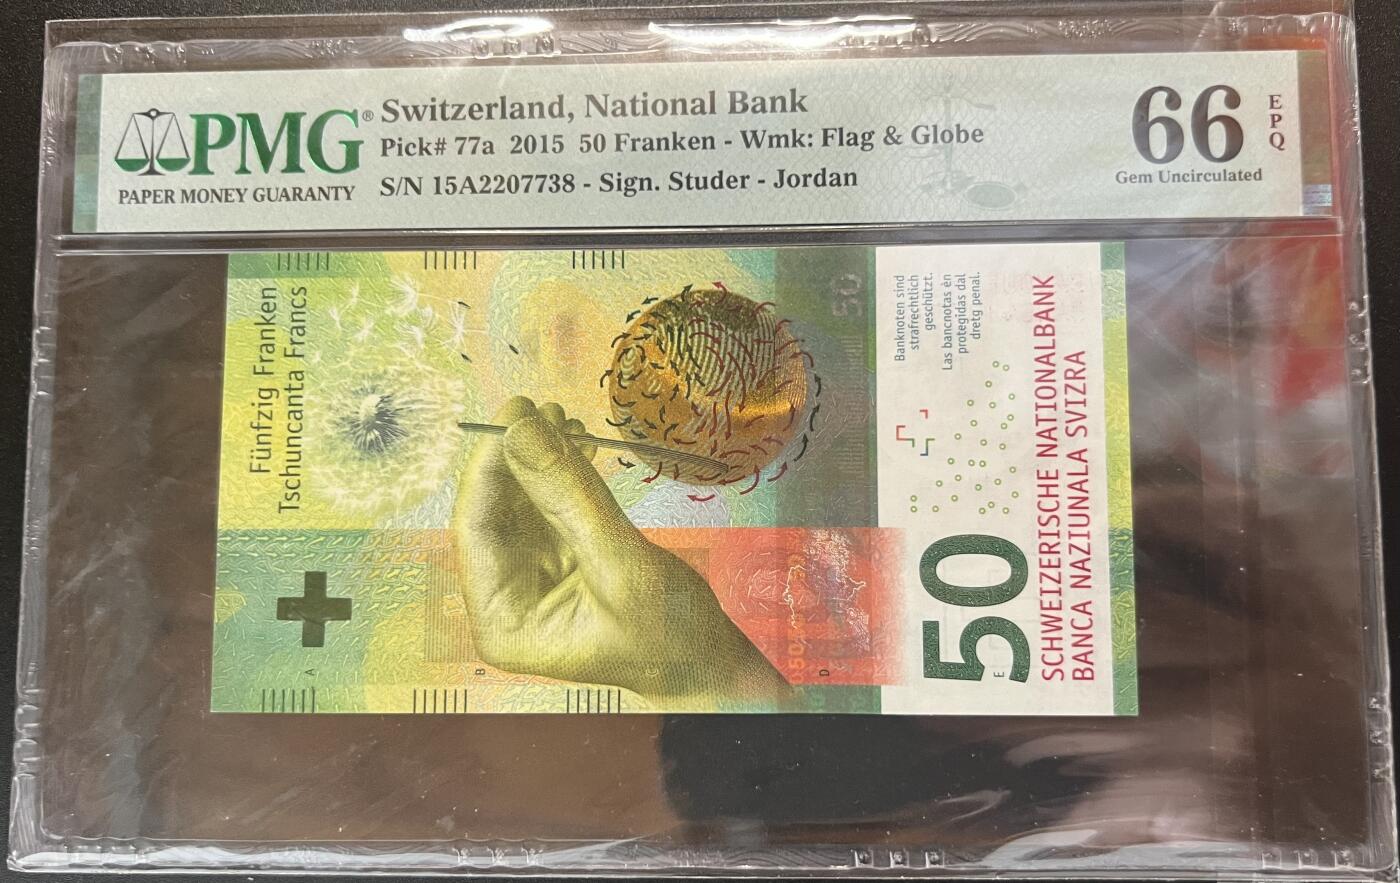 PMG®
PAPER MONEY GUARANTY
Switzerland, National Bank
Pick# 77a 2015 50 Franken - Wmk: Flag & Globe
S/N 15A2207738 - Sign. Studer - Jordan
66
EPQ
Gem Uncirculated
Fünfzig Franken
Tschuncanta Francs
50
Banknoten sind
strafrechtlich
geschützt.
Las bancnotas èn
protegidas dal
dretg penal.
50
SCHWEIZERISCHE NATIONALBANK
BANCA NAZIUNALA SVIZRA
A
B
C
D
E